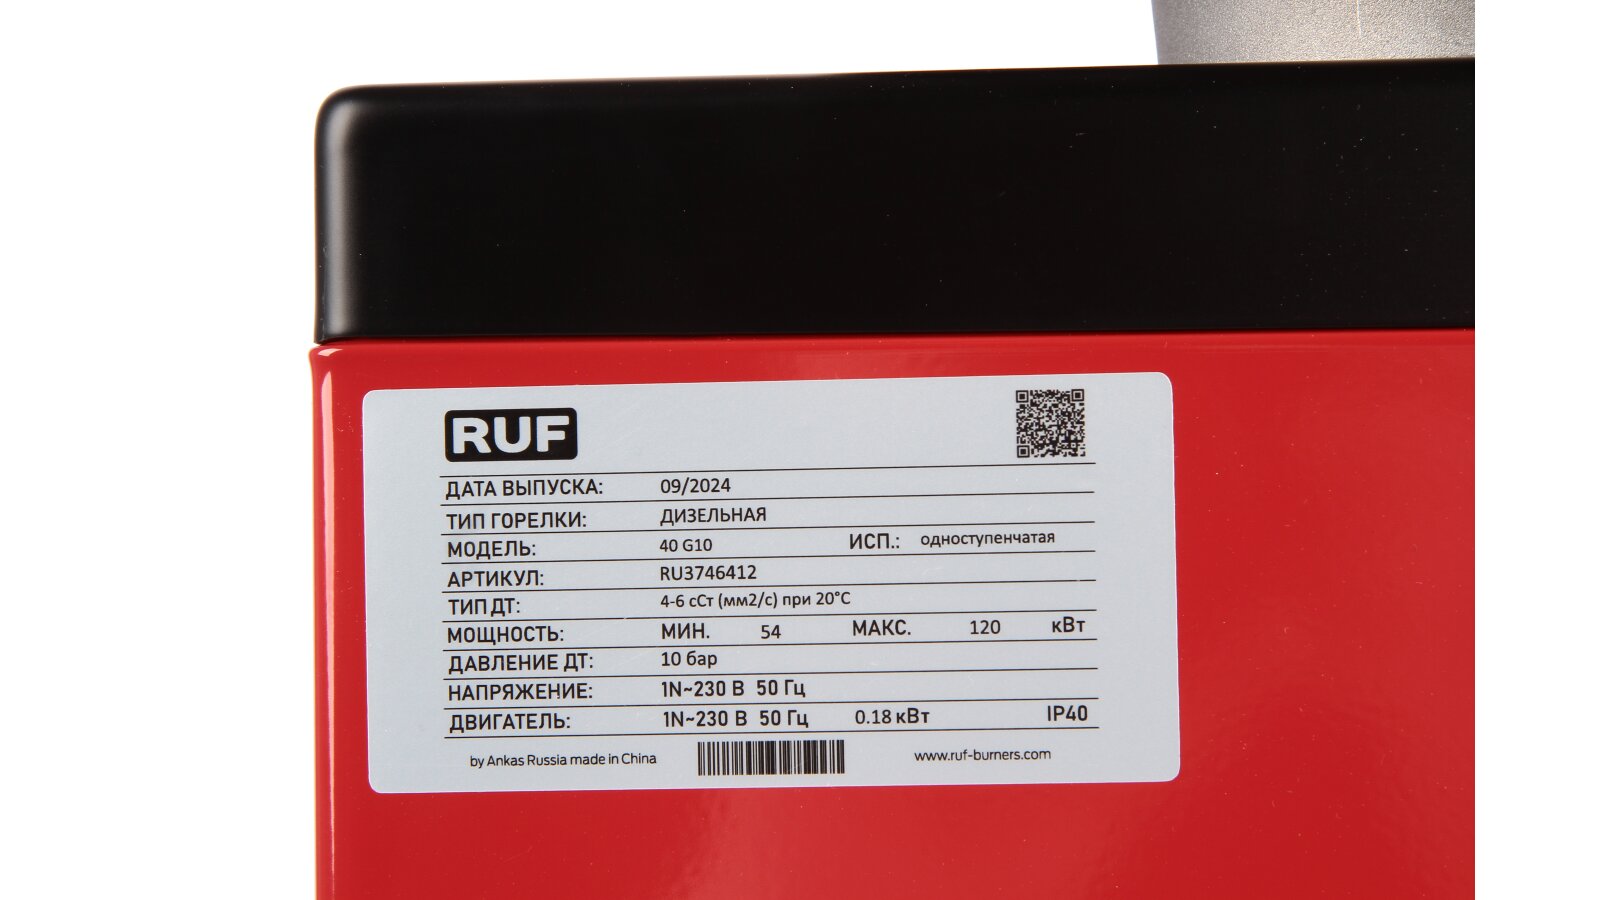 RUF
ДАТА ВЫПУСКА: 09/2024
ТИП ГОРЕЛКИ: ДИЗЕЛЬНАЯ
МОДЕЛЬ: 40 G10 ИСП.: одноступенчатая
АРТИКУЛ: RU3746412
ТИП ДТ: 4-6 сСт (мм2/с) при 20°C
МОЩНОСТЬ: МИН. 54 МАКС. 120 кВт
ДАВЛЕНИЕ ДТ: 10 бар
НАПРЯЖЕНИЕ: 1N~230 В 50 Гц
ДВИГАТЕЛЬ: 1N~230 В 50 Гц 0.18 кВт IP40
by Ankas Russia made in China www.ruf-burners.com